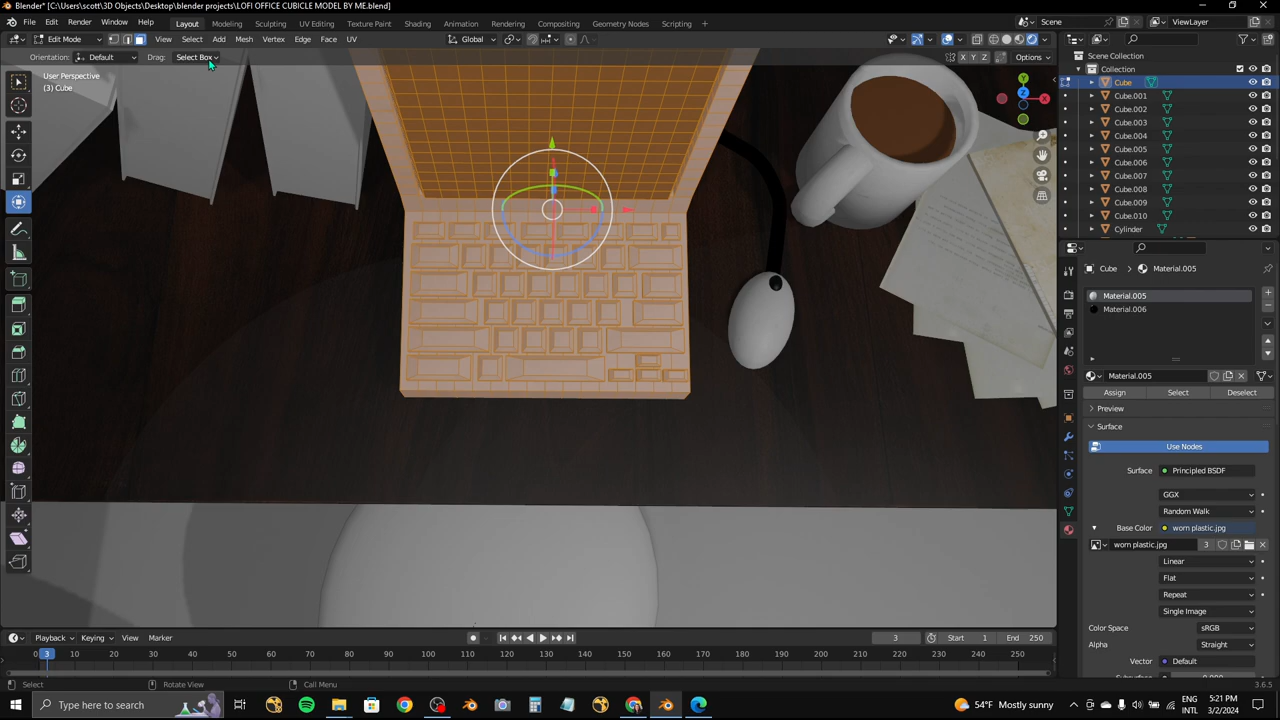 Blender* [C:\Users\scott\3D Objects\Desktop\blender projects\LOFI OFFICE CUBICLE MODEL BY ME.blend]
File Edit Render Window Help Layout Modeling Sculpting UV Editing Texture Paint Shading Animation Rendering Compositing Geometry Nodes Scripting + Scene ViewLayer
Edit Mode View Select Add Mesh Vertex Edge Face UV Global
Orientation: Default Drag: Select Box X Y Z Options
User Perspective
(3) Cube
Scene Collection
Collection
Cube
Cube.001
Cube.002
Cube.003
Cube.004
Cube.005
Cube.006
Cube.007
Cube.008
Cube.009
Cube.010
Cylinder
Cube Material.005
Material.005
Material.006
Material.005
Assign Select Deselect
Preview
Surface
Use Nodes
Surface Principled BSDF
GGX
Random Walk
Base Color worn plastic.jpg
worn plastic.jpg 3
Linear
Flat
Repeat
Single Image
Color Space sRGB
Alpha Straight
Vector Default
Playback Keying View Marker 3 Start 1 End 250
0 3 10 20 30 40 50 60 70 80 90 100 110 120 130 140 150 160 170 180 190 200 210 220 230 240 250
Select Rotate View Call Menu 3.6.5
Type here to search 54°F Mostly sunny ENG INTL 5:21 PM 3/2/2024